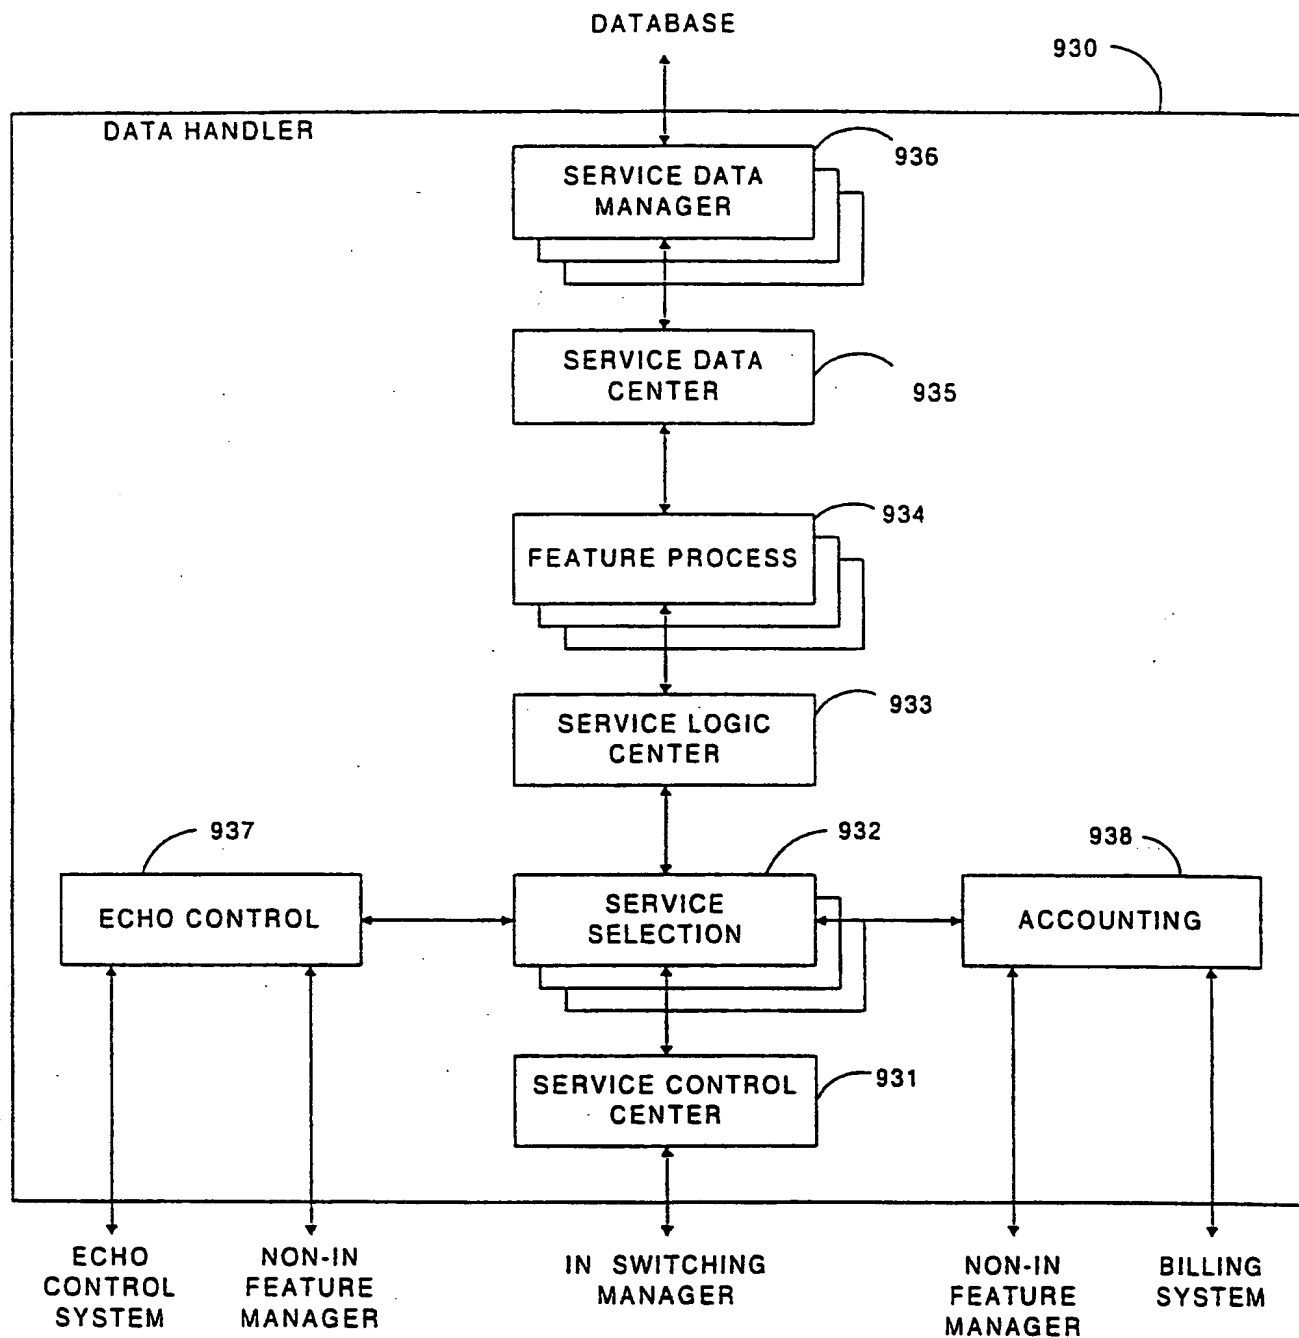 DATABASE
930
DATA HANDLER
936
SERVICE DATA
MANAGER
SERVICE DATA
CENTER
935
934
FEATURE PROCESS
933
SERVICE LOGIC
CENTER
937
932
938
ECHO CONTROL
SERVICE
SELECTION
ACCOUNTING
SERVICE CONTROL
CENTER
931
ECHO
CONTROL
SYSTEM
NON-IN
FEATURE
MANAGER
IN SWITCHING
MANAGER
NON-IN
FEATURE
MANAGER
BILLING
SYSTEM